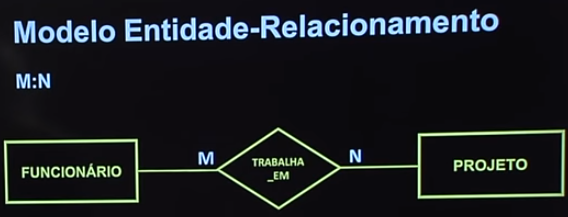 Modelo Entidade-Relacionamento
M:N
FUNCIONÁRIO
M
TRABALHA
_EM
N
PROJETO